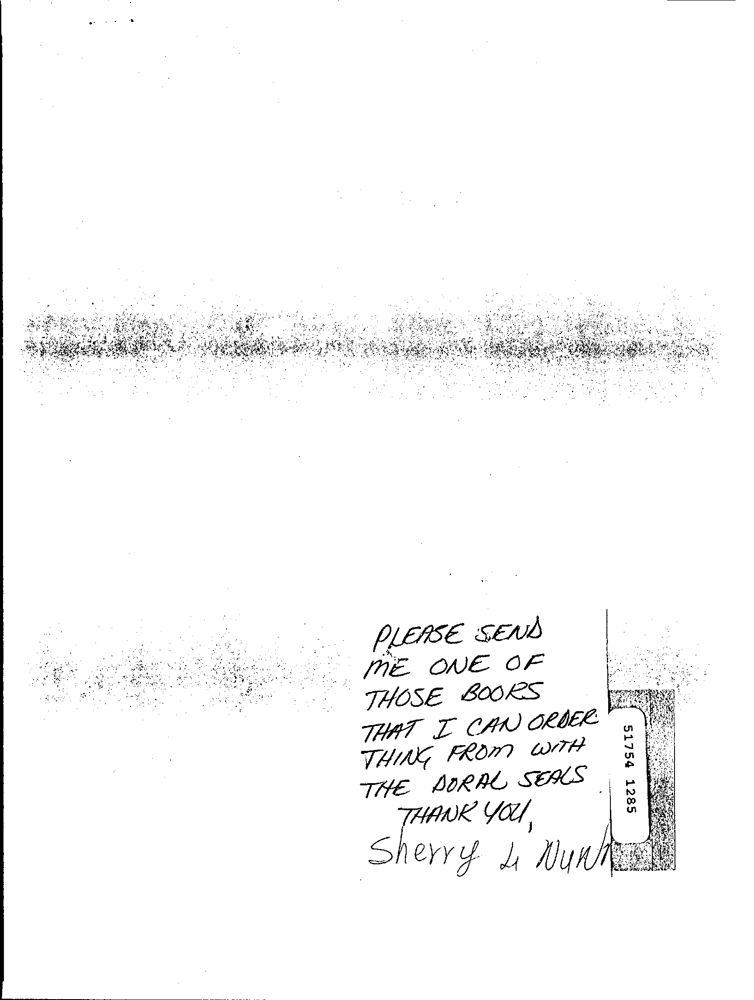 PLEASE SEND
ME ONE OF
THOSE BOOKS
THAT I CAN ORDER
THING FROM WITH
THE DORAL SEALS
THANK YOU,
Sherry L
51754 1285